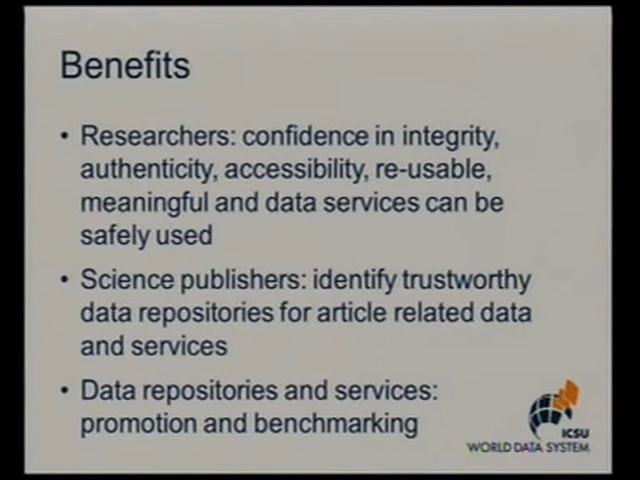 Benefits
• Researchers: confidence in integrity,
authenticity, accessibility, re-usable,
meaningful and data services can be
safely used
• Science publishers: identify trustworthy
data repositories for article related data
and services
• Data repositories and services:
promotion and benchmarking
ICSU
WORLD DATA SYSTEM